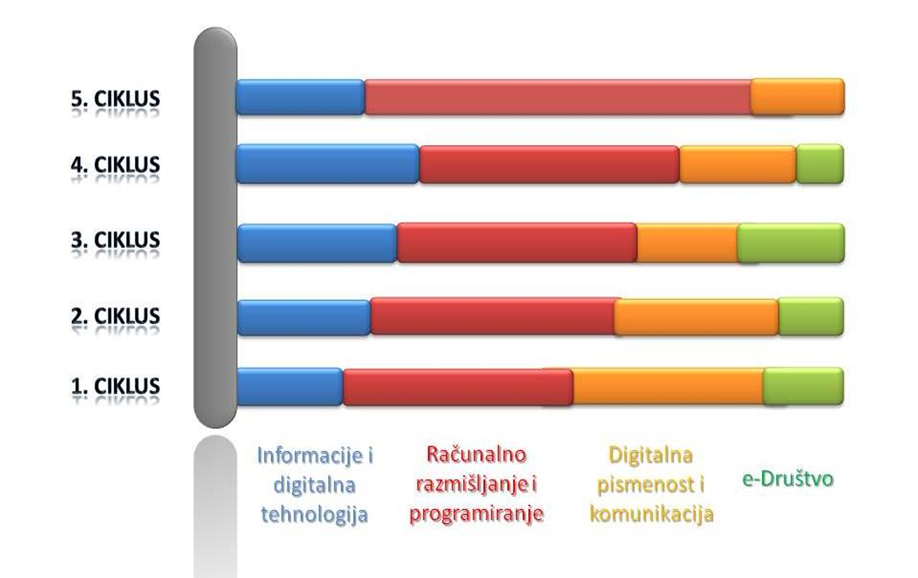 5. CIKLUS
4. CIKLUS
3. CIKLUS
2. CIKLUS
1. CIKLUS
Informacije i
digitalna
tehnologija
Računalno
razmišljanje i
programiranje
Digitalna
pismenost i
komunikacija
e-Društvo